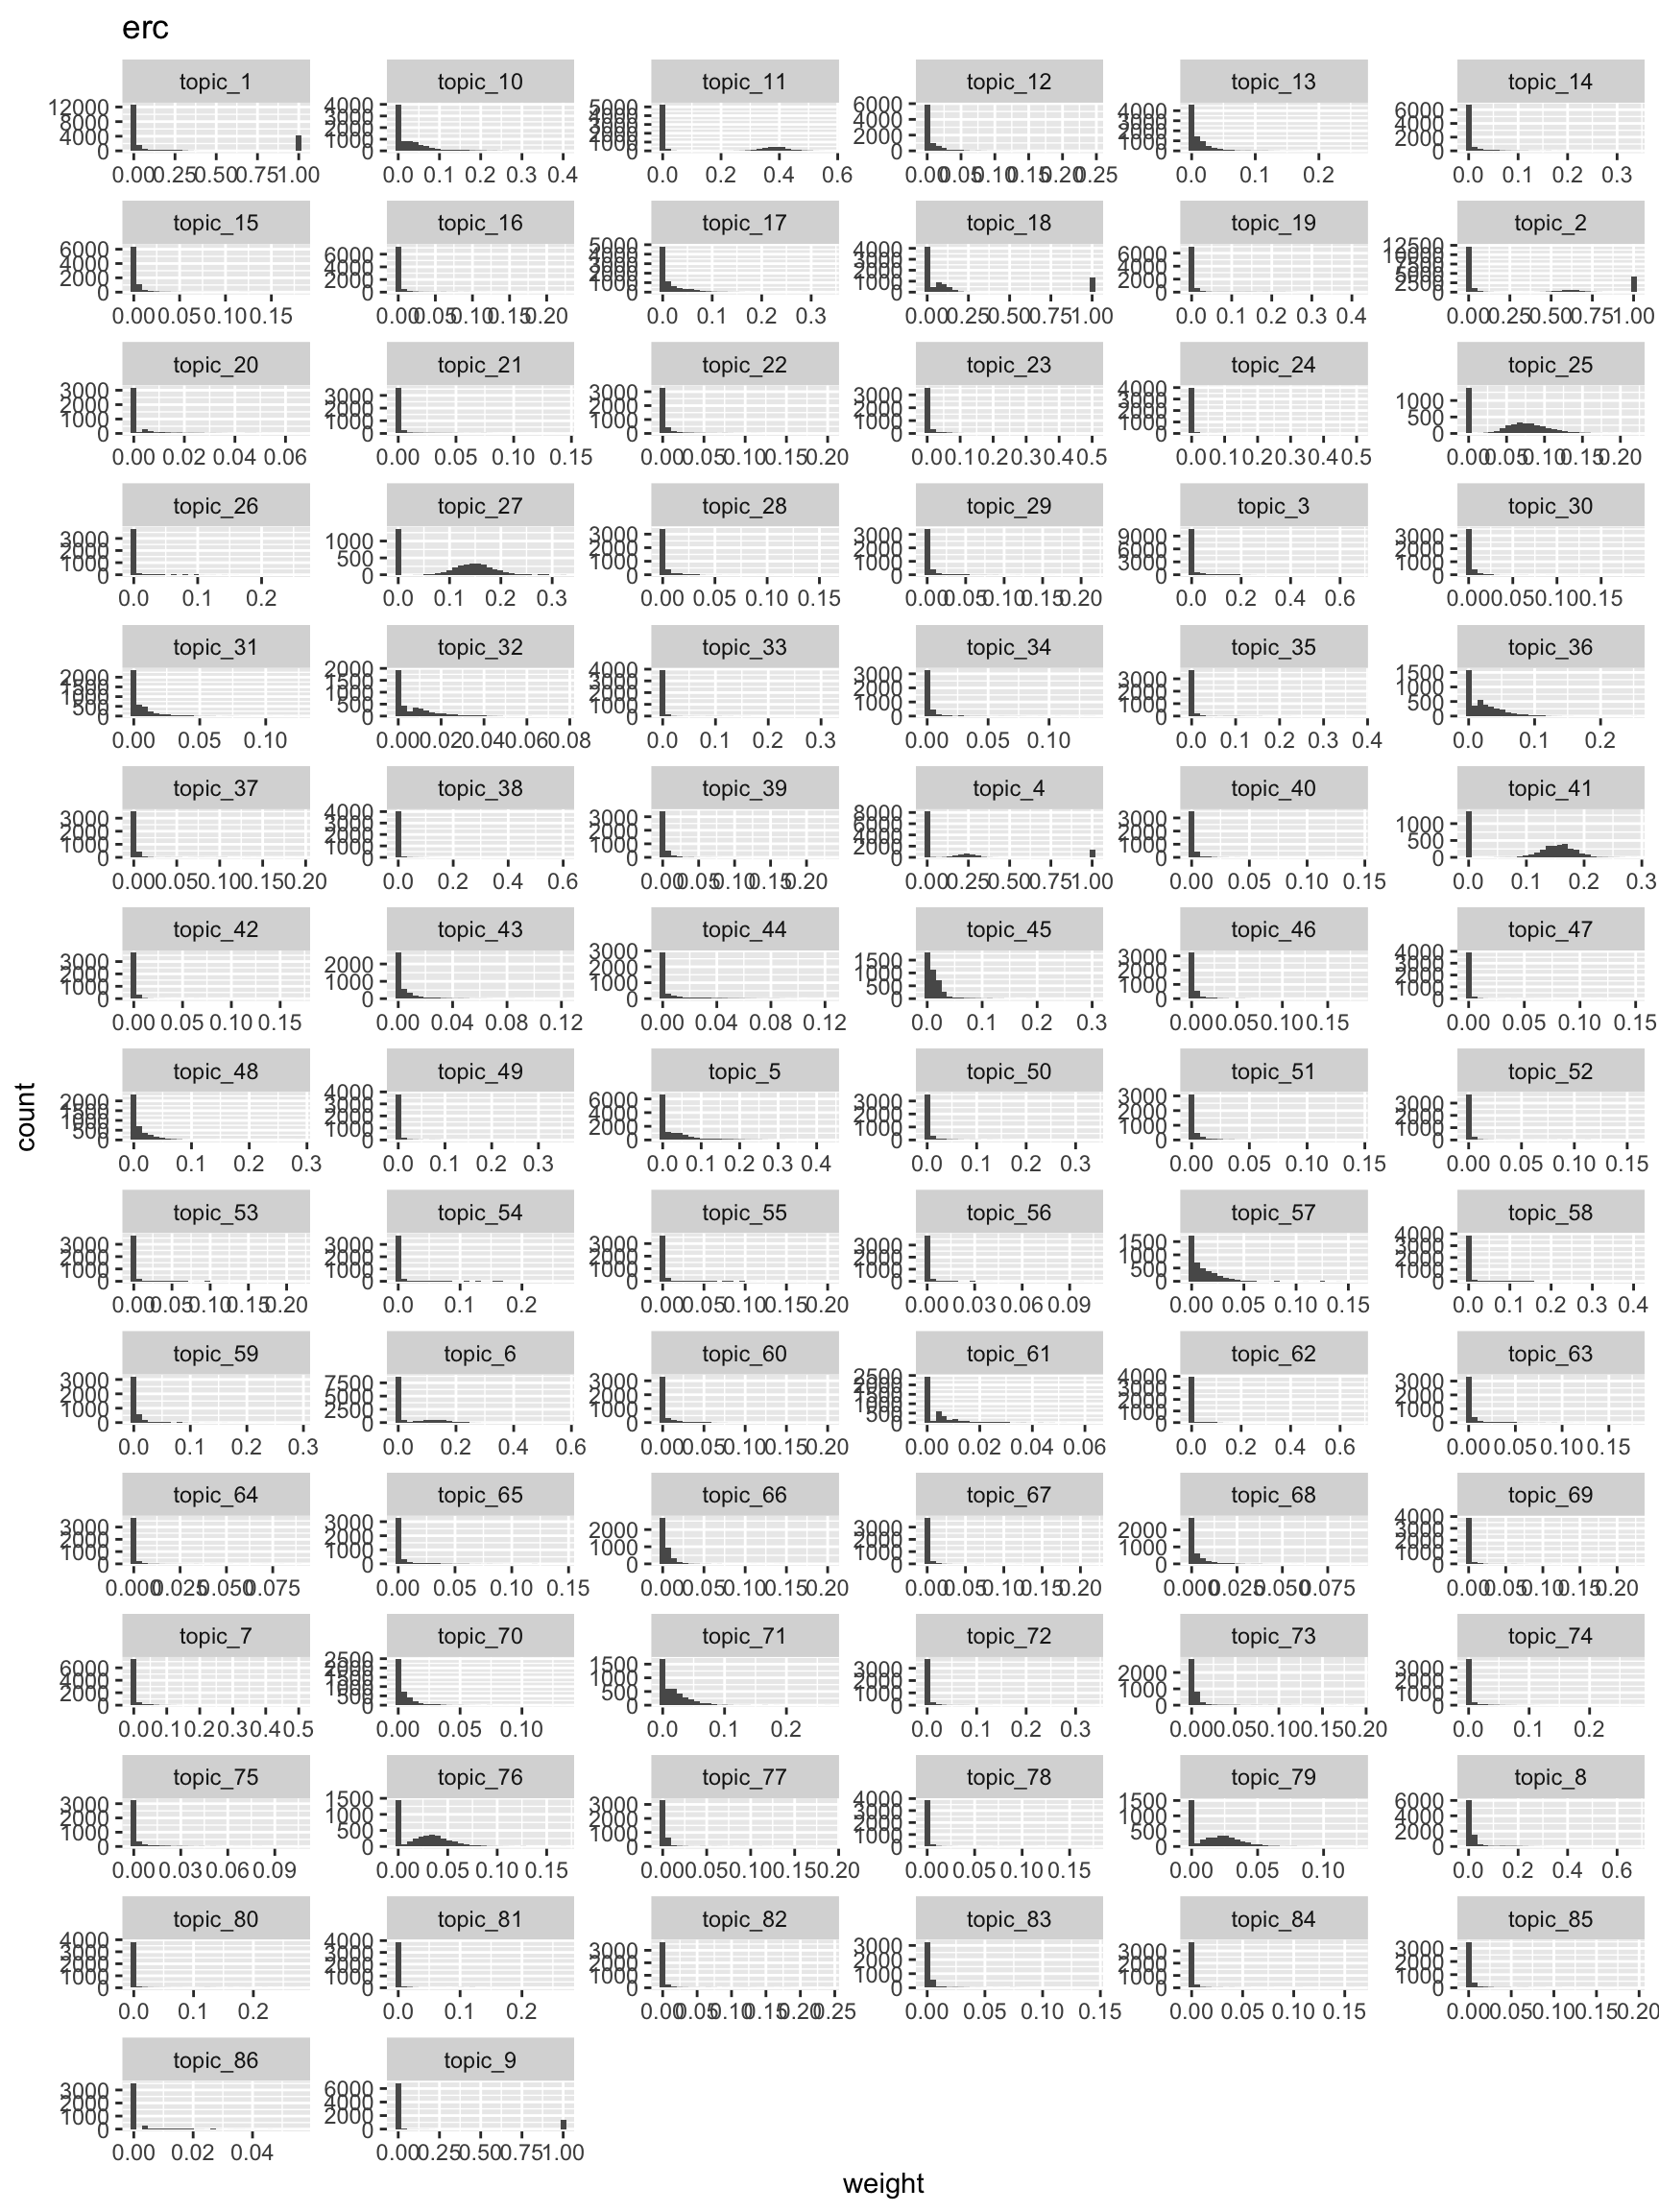 erc
topic_1 topic_10 topic_11 topic_12 topic_13 topic_14
12000 8000 4000 0 4000 3000 2000 1000 0 5000 4000 3000 2000 1000 0 6000 4000 2000 0 4000 3000 2000 1000 0 6000 4000 2000 0
0.00 0.25 0.50 0.75 1.00 0.0 0.1 0.2 0.3 0.4 0.0 0.2 0.4 0.6 0.00 0.05 0.10 0.15 0.20 0.25 0.0 0.1 0.2 0.0 0.1 0.2 0.3
topic_15 topic_16 topic_17 topic_18 topic_19 topic_2
6000 4000 2000 0 6000 4000 2000 0 5000 4000 3000 2000 1000 0 4000 3000 2000 1000 0 6000 4000 2000 0 12500 10000 7500 5000 2500 0
0.00 0.05 0.10 0.15 0.00 0.05 0.10 0.15 0.20 0.0 0.1 0.2 0.3 0.00 0.25 0.50 0.75 1.00 0.0 0.1 0.2 0.3 0.4 0.00 0.25 0.50 0.75 1.00
topic_20 topic_21 topic_22 topic_23 topic_24 topic_25
3000 2000 1000 0 3000 2000 1000 0 3000 2000 1000 0 3000 2000 1000 0 4000 3000 2000 1000 0 1000 500 0
0.00 0.02 0.04 0.06 0.00 0.05 0.10 0.15 0.00 0.05 0.10 0.15 0.20 0.0 0.1 0.2 0.3 0.4 0.5 0.0 0.1 0.2 0.3 0.4 0.5 0.00 0.05 0.10 0.15 0.20
topic_26 topic_27 topic_28 topic_29 topic_3 topic_30
3000 2000 1000 0 1000 500 0 3000 2000 1000 0 3000 2000 1000 0 9000 6000 3000 0 3000 2000 1000 0
0.0 0.1 0.2 0.0 0.1 0.2 0.3 0.00 0.05 0.10 0.15 0.00 0.05 0.10 0.15 0.20 0.0 0.2 0.4 0.6 0.00 0.05 0.10 0.15
topic_31 topic_32 topic_33 topic_34 topic_35 topic_36
2000 1500 1000 500 0 2000 1500 1000 500 0 4000 3000 2000 1000 0 3000 2000 1000 0 3000 2000 1000 0 1500 1000 500 0
0.00 0.05 0.10 0.00 0.02 0.04 0.06 0.08 0.0 0.1 0.2 0.3 0.00 0.05 0.10 0.0 0.1 0.2 0.3 0.4 0.0 0.1 0.2
topic_37 topic_38 topic_39 topic_4 topic_40 topic_41
3000 2000 1000 0 4000 3000 2000 1000 0 3000 2000 1000 0 8000 6000 4000 2000 0 3000 2000 1000 0 1000 500 0
0.00 0.05 0.10 0.15 0.20 0.0 0.2 0.4 0.6 0.00 0.05 0.10 0.15 0.20 0.00 0.25 0.50 0.75 1.00 0.00 0.05 0.10 0.15 0.0 0.1 0.2 0.3
topic_42 topic_43 topic_44 topic_45 topic_46 topic_47
3000 2000 1000 0 2000 1000 0 3000 2000 1000 0 1500 1000 500 0 3000 2000 1000 0 4000 3000 2000 1000 0
0.00 0.05 0.10 0.15 0.00 0.04 0.08 0.12 0.00 0.04 0.08 0.12 0.0 0.1 0.2 0.3 0.00 0.05 0.10 0.15 0.00 0.05 0.10 0.15
topic_48 topic_49 topic_5 topic_50 topic_51 topic_52
2000 1500 1000 500 0 4000 3000 2000 1000 0 6000 4000 2000 0 3000 2000 1000 0 3000 2000 1000 0 3000 2000 1000 0
0.0 0.1 0.2 0.3 0.0 0.1 0.2 0.3 0.0 0.1 0.2 0.3 0.4 0.0 0.1 0.2 0.3 0.00 0.05 0.10 0.15 0.00 0.05 0.10 0.15
count
topic_53 topic_54 topic_55 topic_56 topic_57 topic_58
3000 2000 1000 0 3000 2000 1000 0 3000 2000 1000 0 3000 2000 1000 0 1500 1000 500 0 4000 3000 2000 1000 0
0.00 0.05 0.10 0.15 0.20 0.0 0.1 0.2 0.00 0.05 0.10 0.15 0.20 0.00 0.03 0.06 0.09 0.00 0.05 0.10 0.15 0.0 0.1 0.2 0.3 0.4
topic_59 topic_6 topic_60 topic_61 topic_62 topic_63
3000 2000 1000 0 7500 5000 2500 0 3000 2000 1000 0 2500 2000 1500 1000 500 0 4000 3000 2000 1000 0 3000 2000 1000 0
0.0 0.1 0.2 0.3 0.0 0.2 0.4 0.6 0.00 0.05 0.10 0.15 0.20 0.00 0.02 0.04 0.06 0.0 0.2 0.4 0.6 0.00 0.05 0.10 0.15
topic_64 topic_65 topic_66 topic_67 topic_68 topic_69
3000 2000 1000 0 3000 2000 1000 0 2000 1000 0 3000 2000 1000 0 2000 1000 0 4000 3000 2000 1000 0
0.000 0.025 0.050 0.075 0.00 0.05 0.10 0.15 0.00 0.05 0.10 0.15 0.20 0.00 0.05 0.10 0.15 0.20 0.000 0.025 0.050 0.075 0.00 0.05 0.10 0.15 0.20
topic_7 topic_70 topic_71 topic_72 topic_73 topic_74
6000 4000 2000 0 2500 2000 1500 1000 500 0 1500 1000 500 0 3000 2000 1000 0 2000 1000 0 3000 2000 1000 0
0.0 0.1 0.2 0.3 0.4 0.5 0.00 0.05 0.10 0.0 0.1 0.2 0.0 0.1 0.2 0.3 0.00 0.05 0.10 0.15 0.20 0.0 0.1 0.2
topic_75 topic_76 topic_77 topic_78 topic_79 topic_8
3000 2000 1000 0 1500 1000 500 0 3000 2000 1000 0 4000 3000 2000 1000 0 1500 1000 500 0 6000 4000 2000 0
0.00 0.03 0.06 0.09 0.00 0.05 0.10 0.15 0.00 0.05 0.10 0.15 0.20 0.00 0.05 0.10 0.15 0.00 0.05 0.10 0.0 0.2 0.4 0.6
topic_80 topic_81 topic_82 topic_83 topic_84 topic_85
4000 3000 2000 1000 0 4000 3000 2000 1000 0 3000 2000 1000 0 3000 2000 1000 0 3000 2000 1000 0 3000 2000 1000 0
0.0 0.1 0.2 0.0 0.1 0.2 0.00 0.05 0.10 0.15 0.20 0.25 0.00 0.05 0.10 0.15 0.00 0.05 0.10 0.15 0.00 0.05 0.10 0.15 0.20
topic_86 topic_9
3000 2000 1000 0 6000 4000 2000 0
0.00 0.02 0.04 0.00 0.25 0.50 0.75 1.00
weight